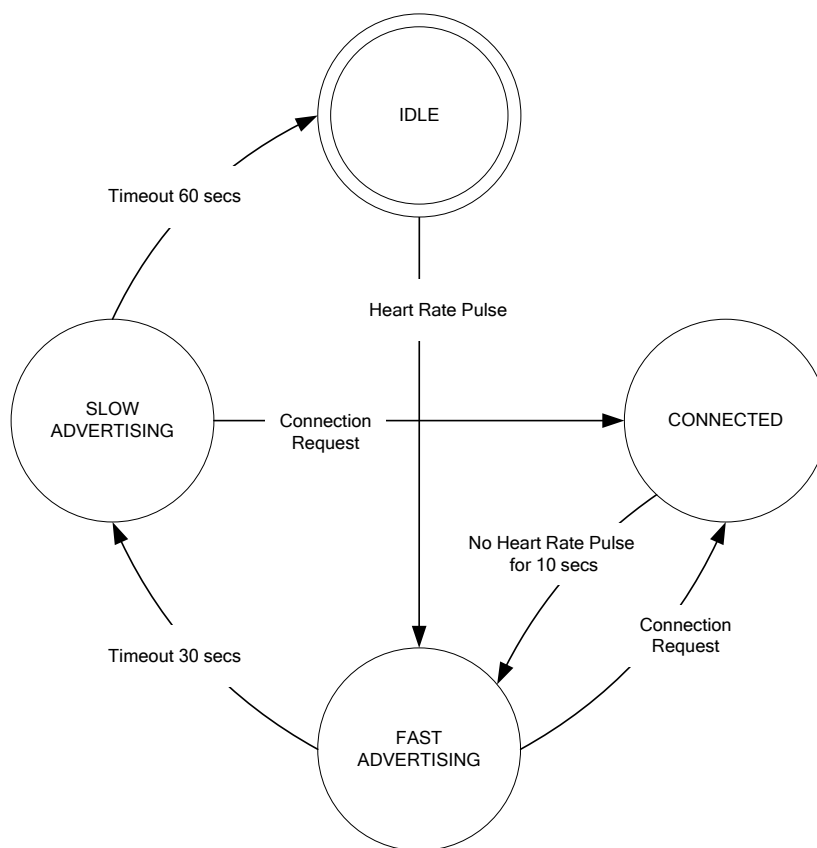 IDLE
Timeout 60 secs
Heart Rate Pulse
SLOW
ADVERTISING
Connection
Request
CONNECTED
No Heart Rate Pulse
for 10 secs
Connection
Request
Timeout 30 secs
FAST
ADVERTISING